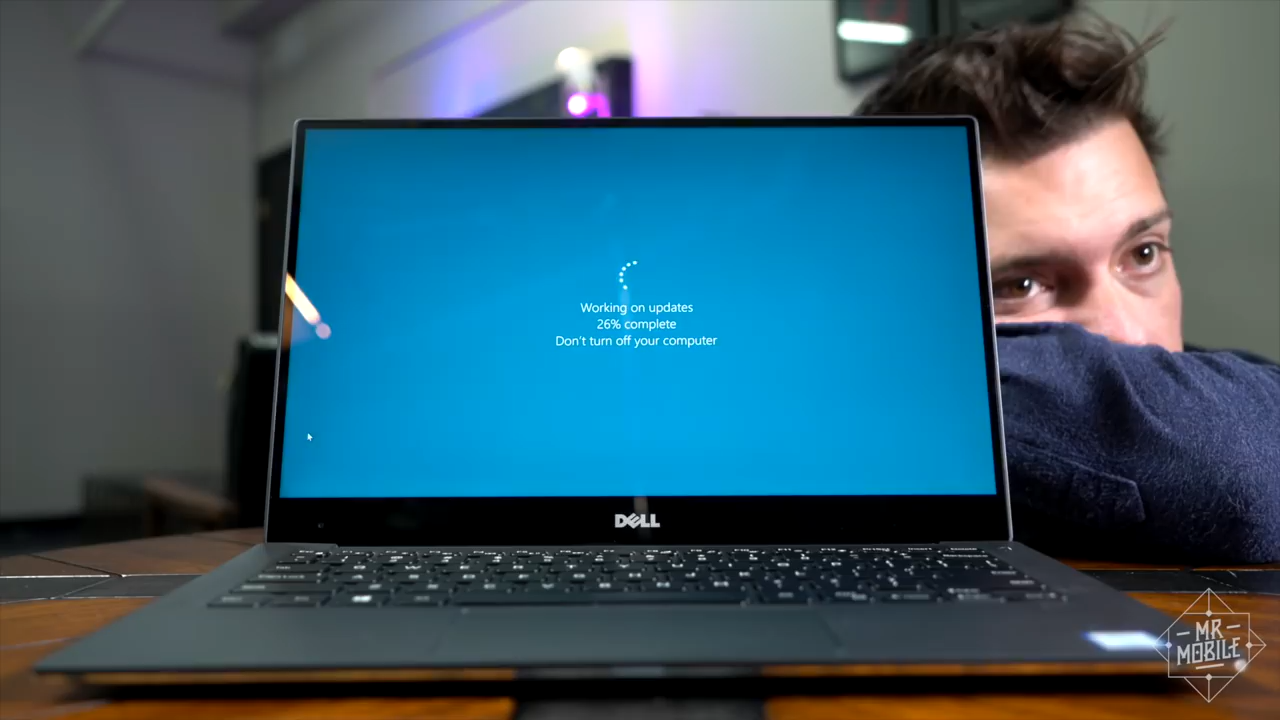 Working on updates
26% complete
Don't turn off your computer
DELL
MR
MOBILE